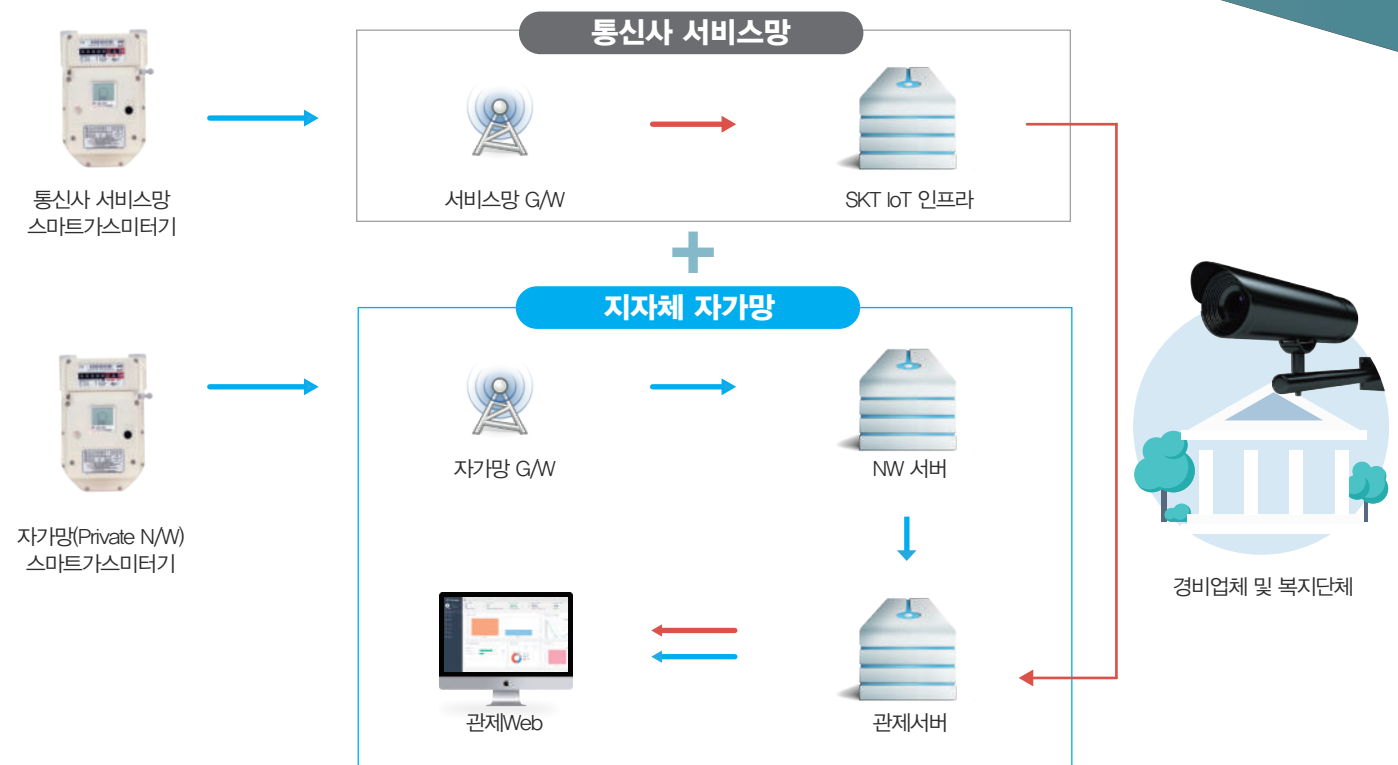 통신사 서비스망
통신사 서비스망
스마트가스미터기
서비스망 G/W
SKT IoT 인프라
지자체 자가망
자가망(Private N/W)
스마트가스미터기
자가망 G/W
NW 서버
경비업체 및 복지단체
관제Web
관제서버